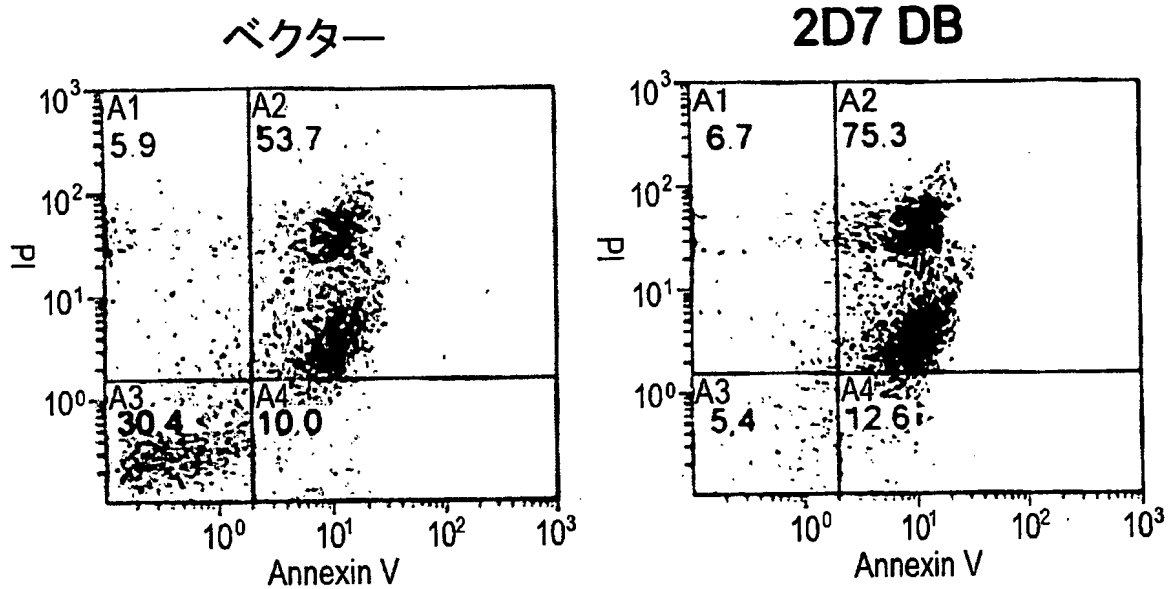 ベクター
10³
A1
5.9
A2
53.7
10²
PI
10¹
10⁰
A3
30.4
A4
10.0
10⁰
10¹
10²
10³
Annexin V
2D7 DB
10³
A1
6.7
A2
75.3
10²
PI
10¹
10⁰
A3
5.4
A4
12.6
10⁰
10¹
10²
10³
Annexin V